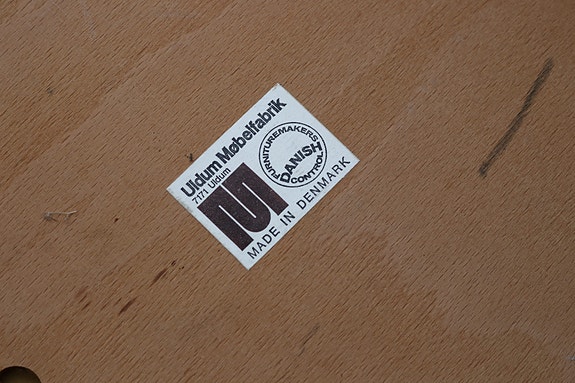 Uldum Møbelfabrik
7171 Uldum
FURNITUREMAKERS
DANISH
CONTROL
MADE IN DENMARK